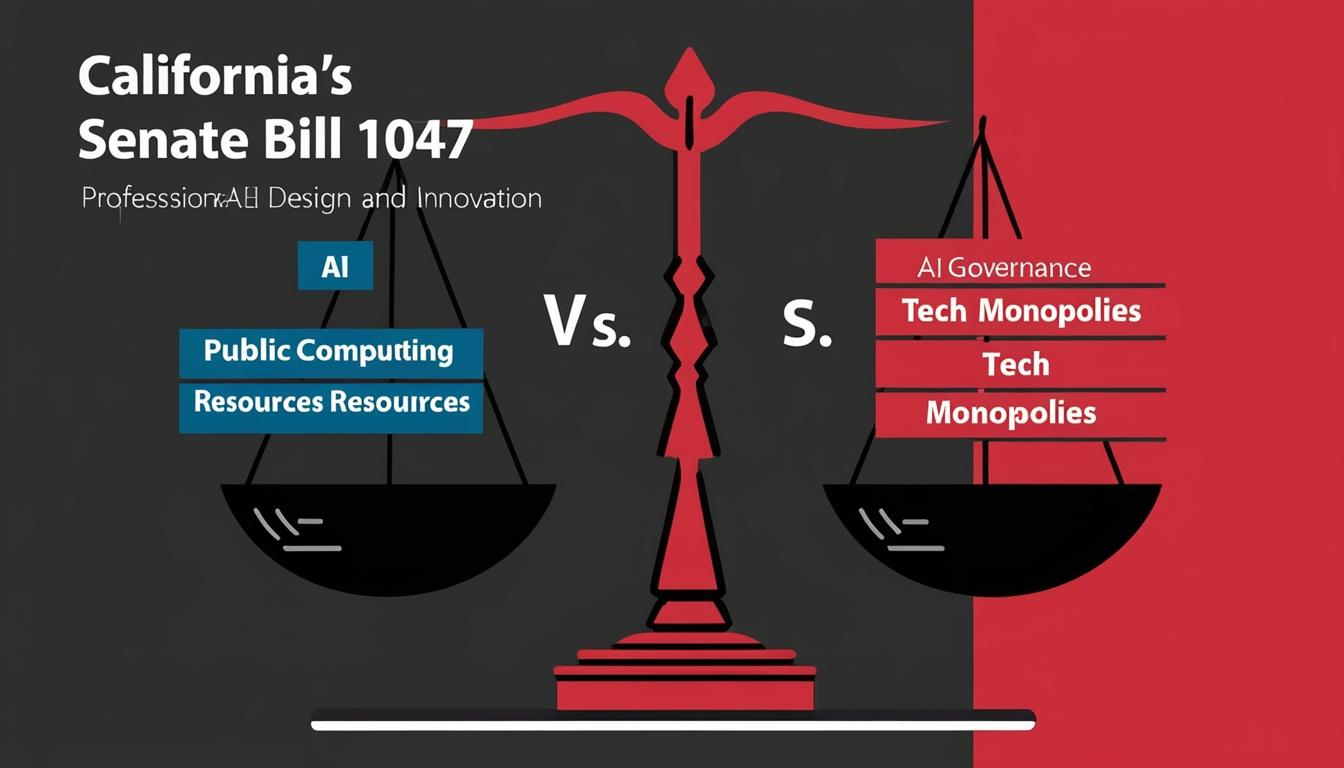 California's
Senate Bill 1047
Design and Innovation
AI
Public Computing
Resources Resources
Vs.
S.
AI Governance
Tech Monopolies
Tech
Monopolies